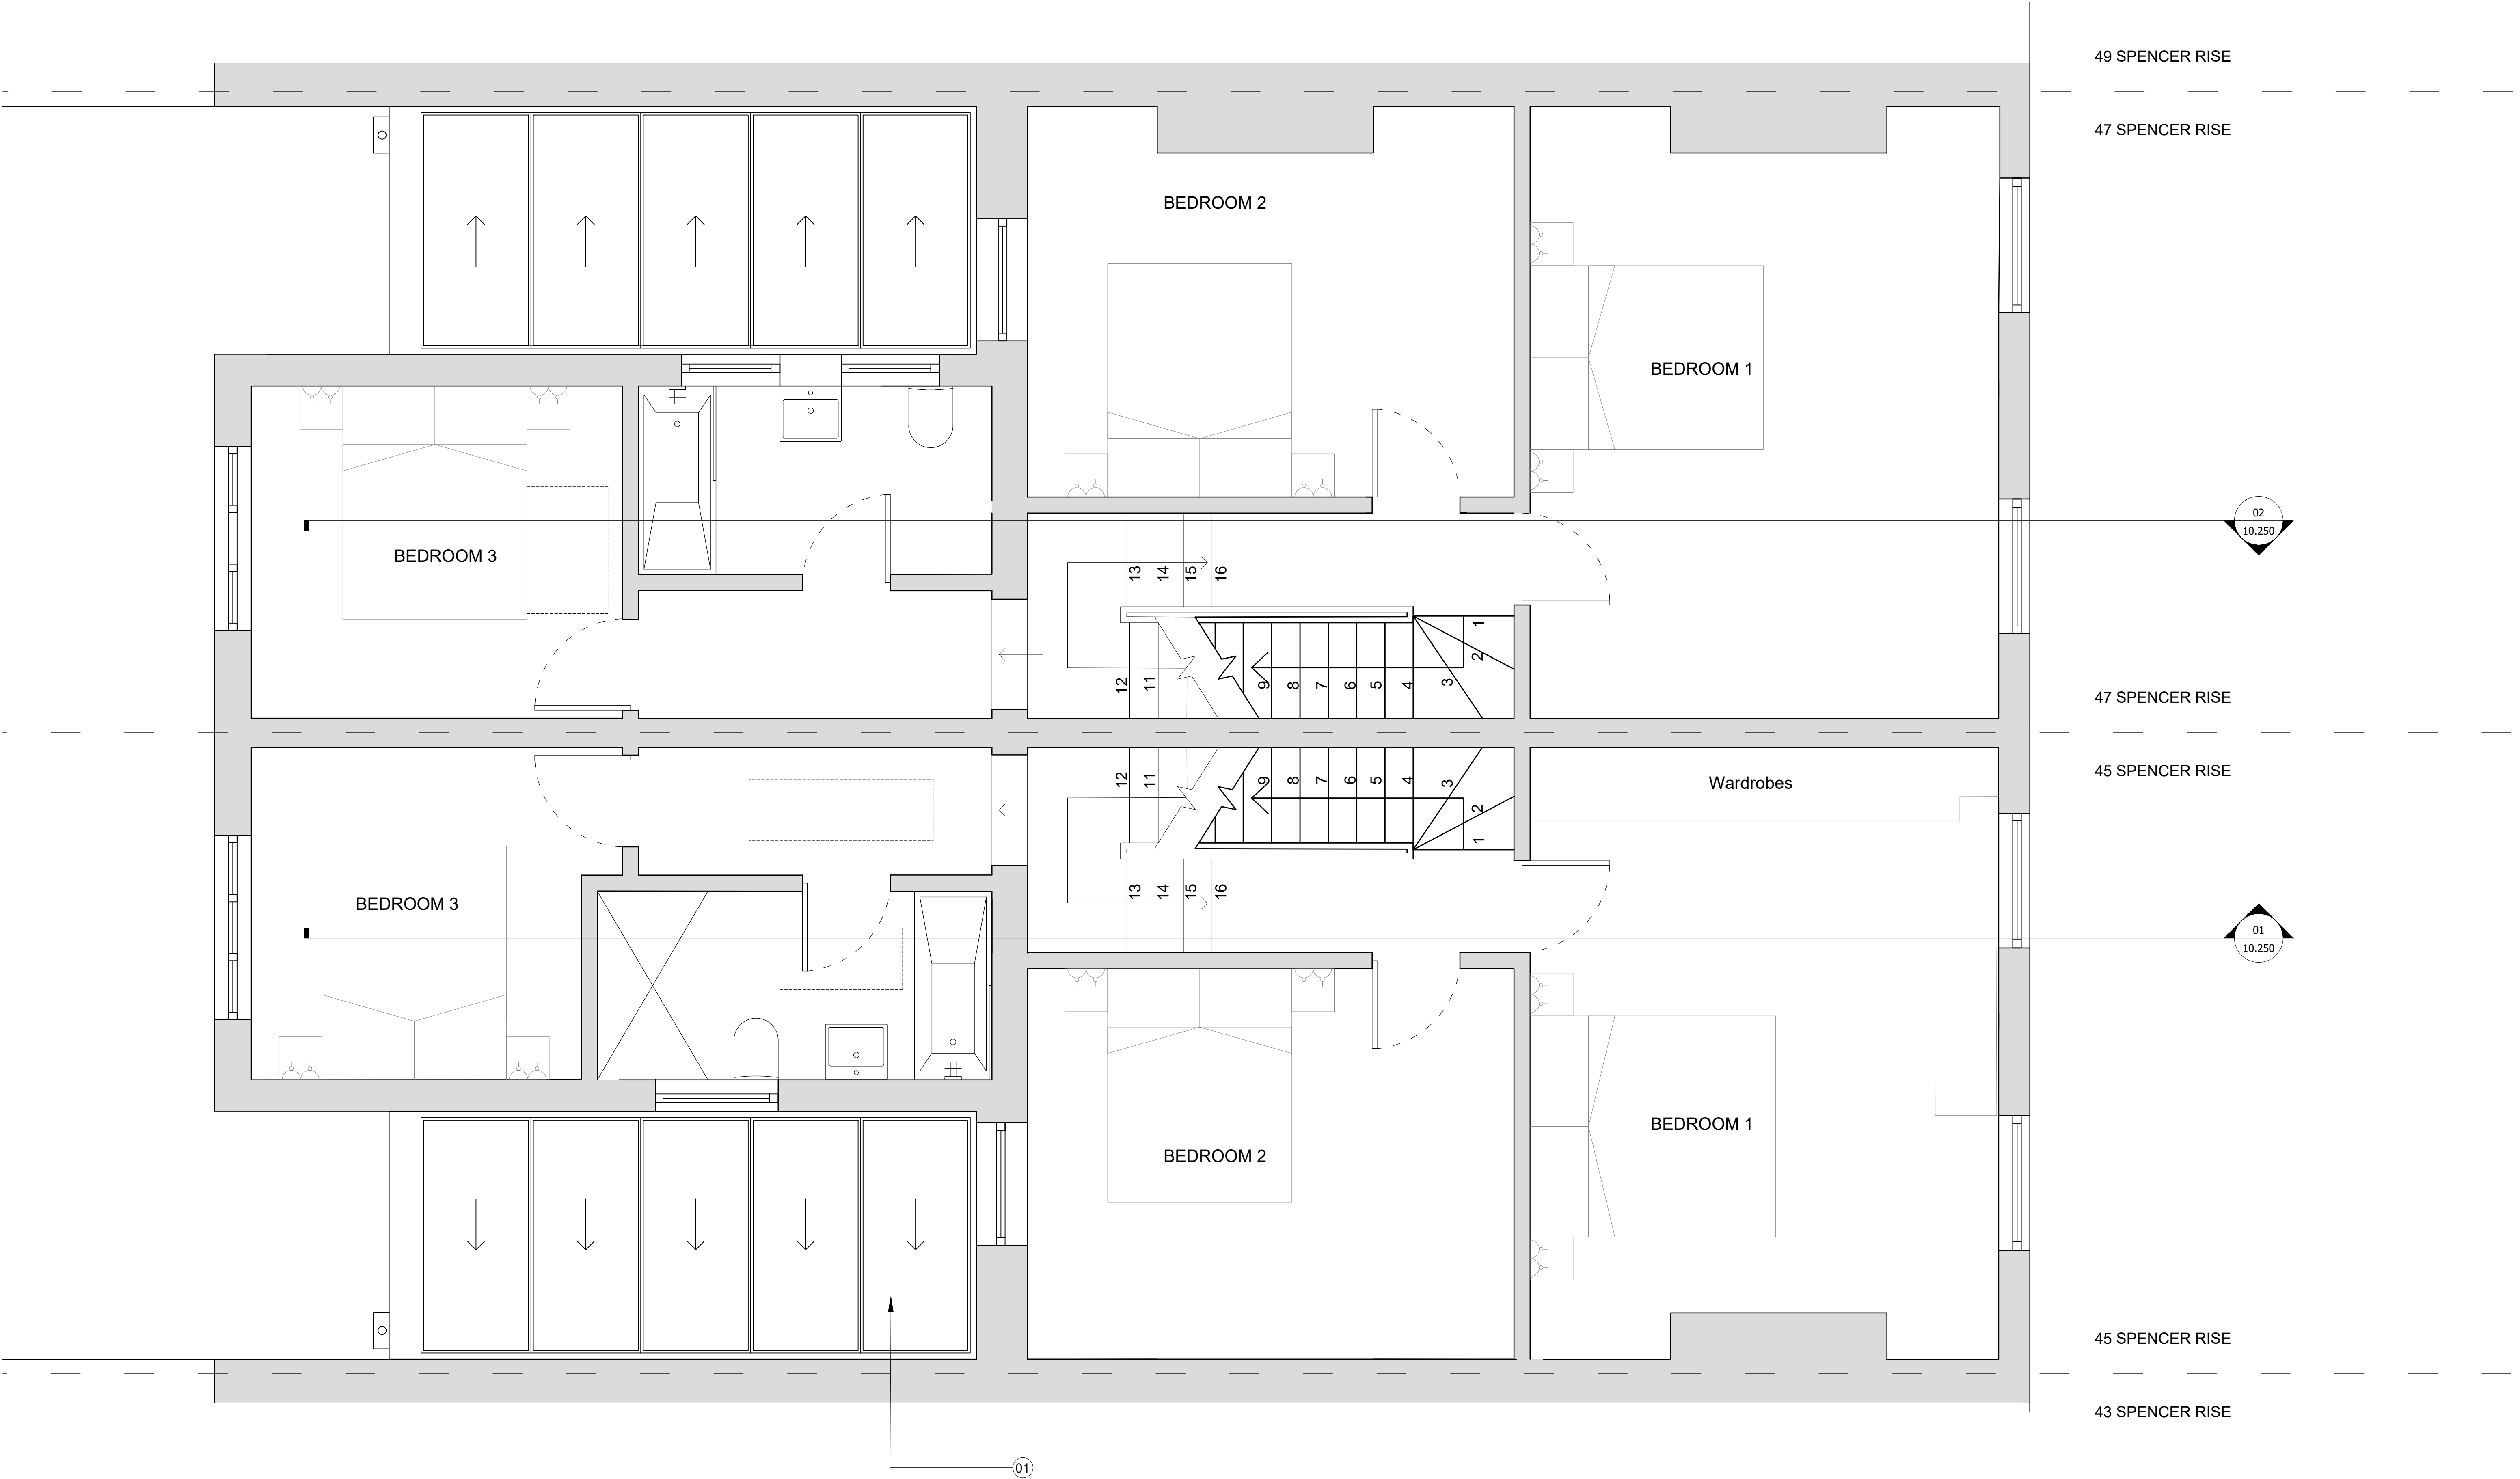 49 SPENCER RISE
47 SPENCER RISE
BEDROOM 2
BEDROOM 1
02
10.250
BEDROOM 3
13
14
15
16
12
11
9
8
7
6
5
4
3
2
1
47 SPENCER RISE
45 SPENCER RISE
12
11
9
8
7
6
5
4
3
2
1
Wardrobes
13
14
15
16
BEDROOM 3
01
10.250
BEDROOM 2
BEDROOM 1
45 SPENCER RISE
43 SPENCER RISE
01